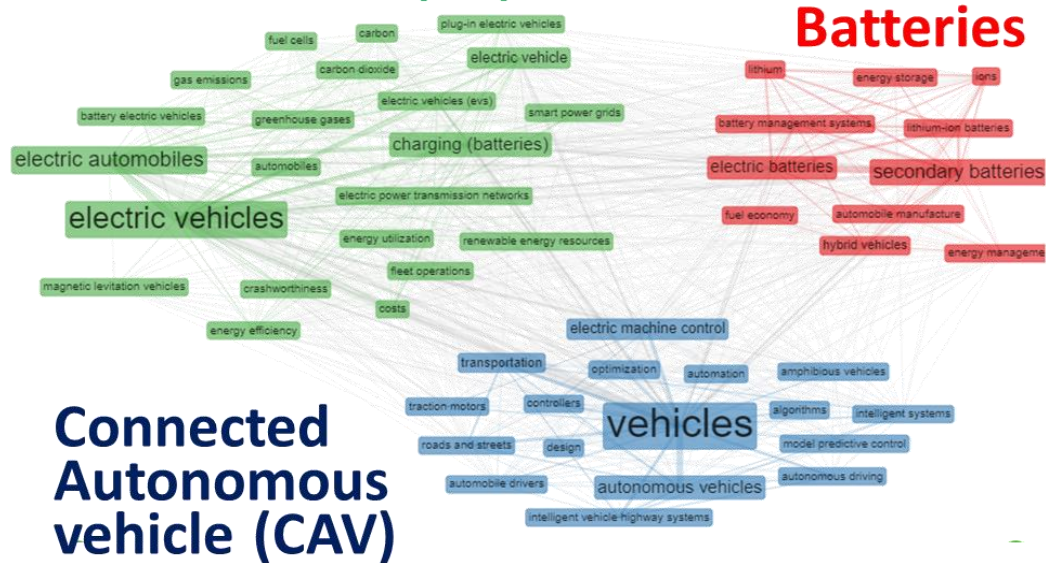 Batteries
plug-in electric vehicles
carbon
fuel cells
electric vehicle
carbon dioxide
gas emissions
electric vehicles (evs)
smart power grids
battery electric vehicles
greenhouse gases
charging (batteries)
electric automobiles
automobiles
electric power transmission networks
electric vehicles
energy utilization
renewable energy resources
fleet operations
magnetic levitation vehicles
crashworthiness
costs
energy efficiency
lithium
energy storage
ions
battery management systems
lithium-ion batteries
electric batteries
secondary batteries
fuel economy
automobile manufacture
hybrid vehicles
energy manageme
electric machine control
transportation
optimization
automation
amphibious vehicles
traction motors
controllers
vehicles
algorithms
intelligent systems
roads and streets
design
model predictive control
automobile drivers
autonomous vehicles
autonomous driving
intelligent vehicle highway systems
Connected
Autonomous
vehicle (CAV)